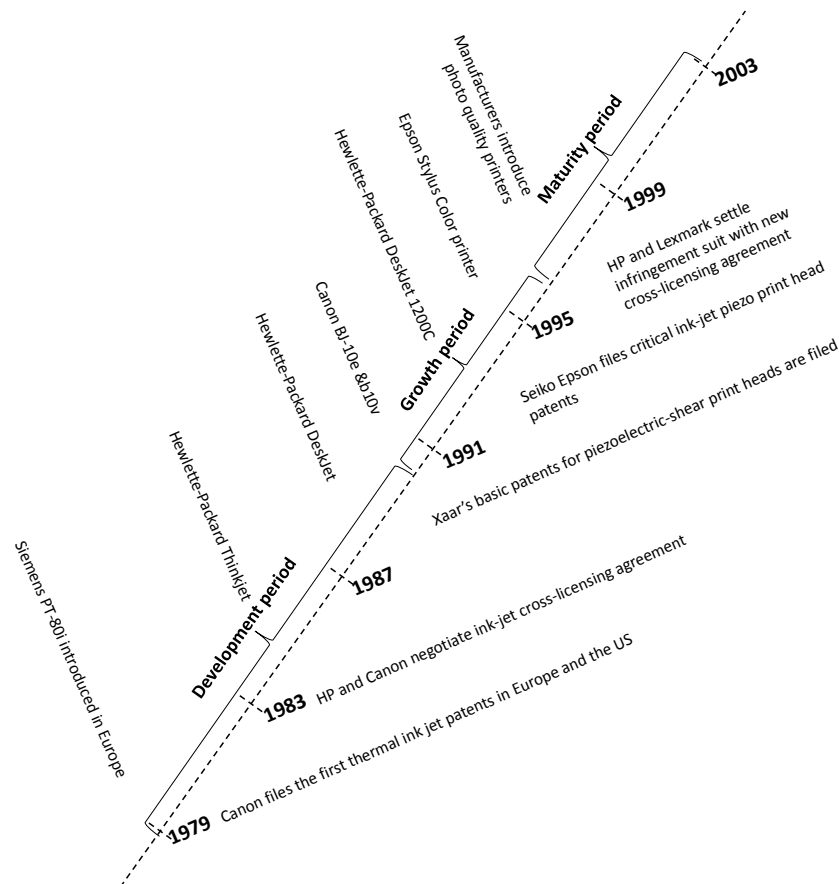 Manufacturers introduce
photo quality printers
Epson Stylus Color printer
Hewlette-Packard DeskJet 1200C
Canon BJ-10e &b10v
Hewlette-Packard DeskJet
Hewlette-Packard Thinkjet
Siemens PT-80i introduced in Europe
Maturity period
Growth period
Development period
2003
1999
1995
1991
1987
1983
1979
HP and Lexmark settle
infringement suit with new
cross-licensing agreement
Seiko Epson files critical ink-jet piezo print head
patents
Xaar's basic patents for piezoelectric-shear print heads are filed
HP and Canon negotiate ink-jet cross-licensing agreement
Canon files the first thermal ink jet patents in Europe and the US